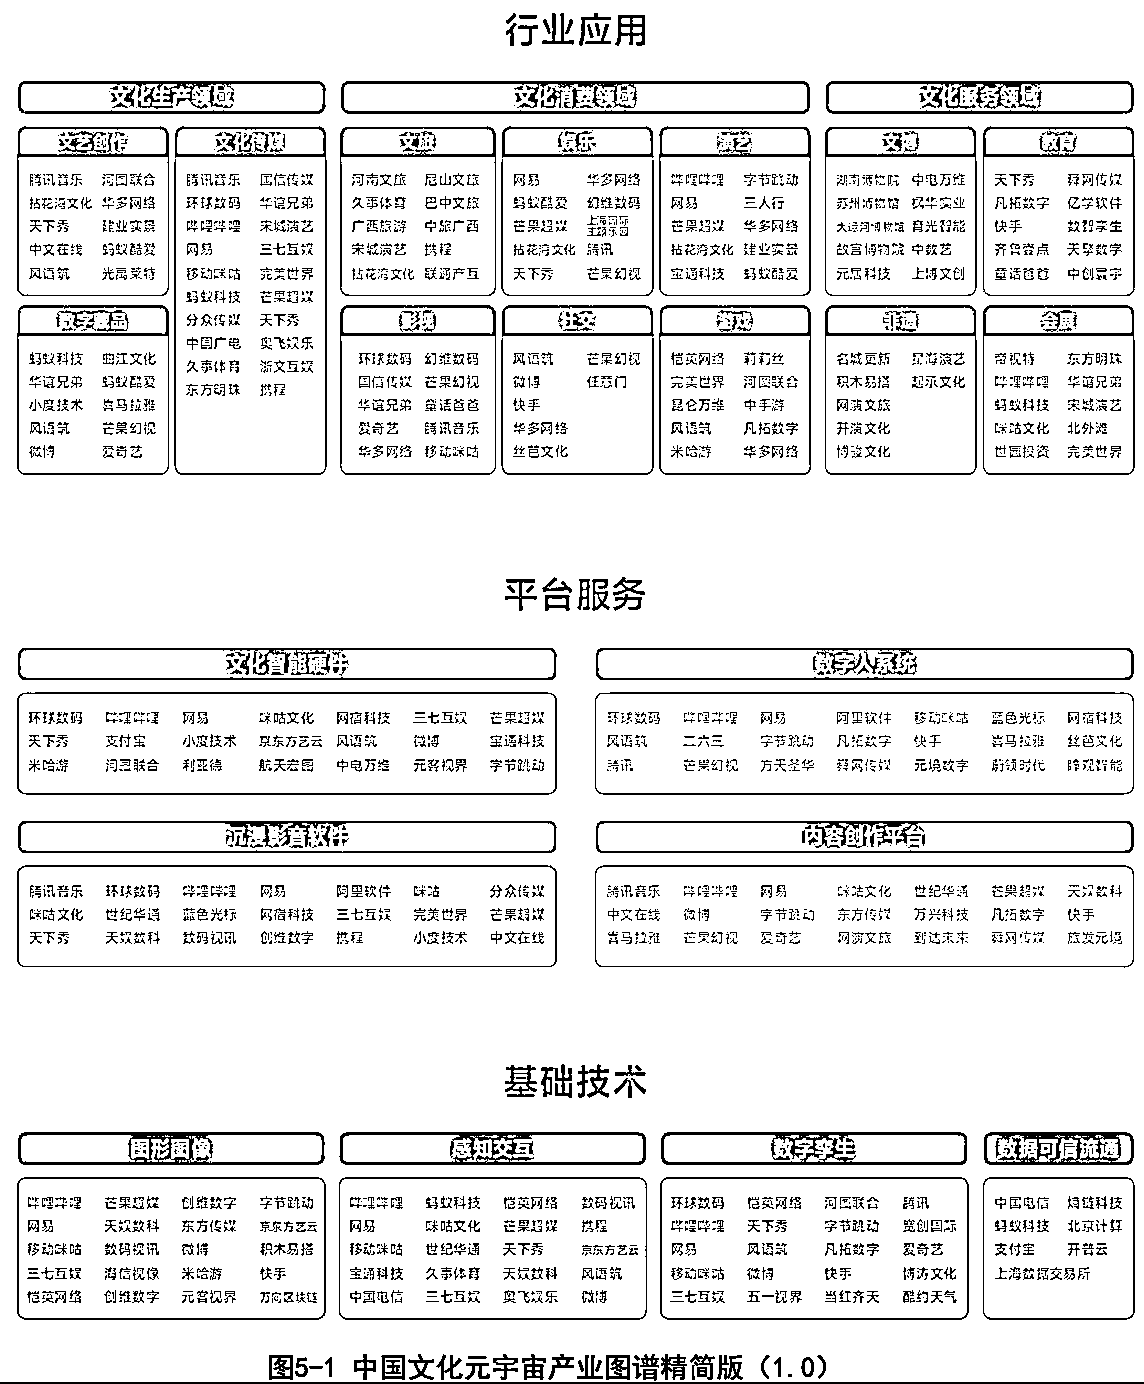 行业应用
文化生产领域
文艺创作
腾讯音乐 河图联合
拈花湾文化 华多网络
天下秀 建业实景
中文在线 蚂蚁酷爱
风语筑 光禹莱特
文化传媒
腾讯音乐 国信传媒
环球数码 华谊兄弟
哔哩哔哩 宋城演艺
网易 三七互娱
移动咪咕 完美世界
蚂蚁科技 芒果超媒
分众传媒 天下秀
中国广电 奥飞娱乐
久事体育 浙文互娱
东方明珠 携程
数字藏品
蚂蚁科技 曲江文化
华谊兄弟 蚂蚁酷爱
小度技术 喜马拉雅
风语筑 芒果幻视
微博 爱奇艺
文化消费领域
文旅
河南文旅 尼山文旅
久事体育 巴中文旅
广西旅游 中旅广西
宋城演艺 携程
拈花湾文化 联通产互
娱乐
网易 华多网络
蚂蚁酷爱 幻维数码
芒果超媒 上海国际主题乐园
拈花湾文化 腾讯
天下秀 芒果幻视
演艺
哔哩哔哩 字节跳动
网易 三人行
芒果超媒 华多网络
拈花湾文化 建业实景
宝通科技 蚂蚁酷爱
影视
环球数码 幻维数码
国信传媒 芒果幻视
华谊兄弟 童话爸爸
爱奇艺 腾讯音乐
华多网络 移动咪咕
社交
风语筑 芒果幻视
微博 任意门
快手
华多网络
丝芭文化
游戏
恺英网络 莉莉丝
完美世界 河图联合
昆仑万维 中手游
风语筑 凡拓数字
米哈游 华多网络
文化服务领域
文博
湖南博物院 中电万维
苏州博物馆 枫华实业
大运河博物馆 育光智能
故宫博物院 中数艺
元居科技 上博文创
教育
天下秀 舜网传媒
凡拓数字 亿学软件
快手 数智孪生
齐鲁壹点 天擎数字
童话爸爸 中创寰宇
非遗
名城更新 星海演艺
积木易搭 起承文化
网演文旅
开演文化
博骏文化
会展
帝视特 东方明珠
哔哩哔哩 华谊兄弟
蚂蚁科技 宋城演艺
咪咕文化 北外滩
世园投资 完美世界
平台服务
文化智能硬件
环球数码 哔哩哔哩 网易 咪咕文化 网宿科技 三七互娱 芒果超媒
天下秀 支付宝 小度技术 京东方艺云 风语筑 微博 宝通科技
米哈游 河图联合 利亚德 航天宏图 中电万维 元客视界 字节跳动
数字人系统
环球数码 哔哩哔哩 网易 阿里软件 移动咪咕 蓝色光标 网宿科技
风语筑 二六三 字节跳动 凡拓数字 快手 喜马拉雅 丝芭文化
腾讯 芒果幻视 方天圣华 舜网传媒 元境数字 蔚领时代 睁观智能
沉浸影音软件
腾讯音乐 环球数码 哔哩哔哩 网易 阿里软件 咪咕 分众传媒
咪咕文化 世纪华通 蓝色光标 网宿科技 三七互娱 完美世界 芒果超媒
天下秀 天娱数科 数码视讯 创维数字 携程 小度技术 中文在线
内容创作平台
腾讯音乐 哔哩哔哩 网易 咪咕文化 世纪华通 芒果超媒 天娱数科
中文在线 微博 字节跳动 东方传媒 万兴科技 凡拓数字 快手
喜马拉雅 芒果幻视 爱奇艺 网演文旅 到达未来 舜网传媒 旅发元境
基础技术
图形图像
哔哩哔哩 芒果超媒 创维数字 字节跳动
网易 天娱数科 东方传媒 京东方艺云
移动咪咕 数码视讯 微博 积木易搭
三七互娱 海信视像 米哈游 快手
恺英网络 创维数字 元客视界 万向区块链
感知交互
哔哩哔哩 蚂蚁科技 恺英网络 数码视讯
网易 咪咕文化 芒果超媒 携程
移动咪咕 世纪华通 天下秀 京东方艺云
宝通科技 久事体育 天娱数科 风语筑
中国电信 三七互娱 奥飞娱乐 微博
数字孪生
环球数码 恺英网络 河图联合 腾讯
哔哩哔哩 天下秀 字节跳动 宽创国际
网易 风语筑 凡拓数字 爱奇艺
移动咪咕 微博 快手 博涛文化
三七互娱 五一视界 当红齐天 酷约天气
数据可信流通
中国电信 熵链科技
蚂蚁科技 北京计算
支付宝 开普云
上海数据交易所
图5-1 中国文化元宇宙产业图谱精简版（1.0）